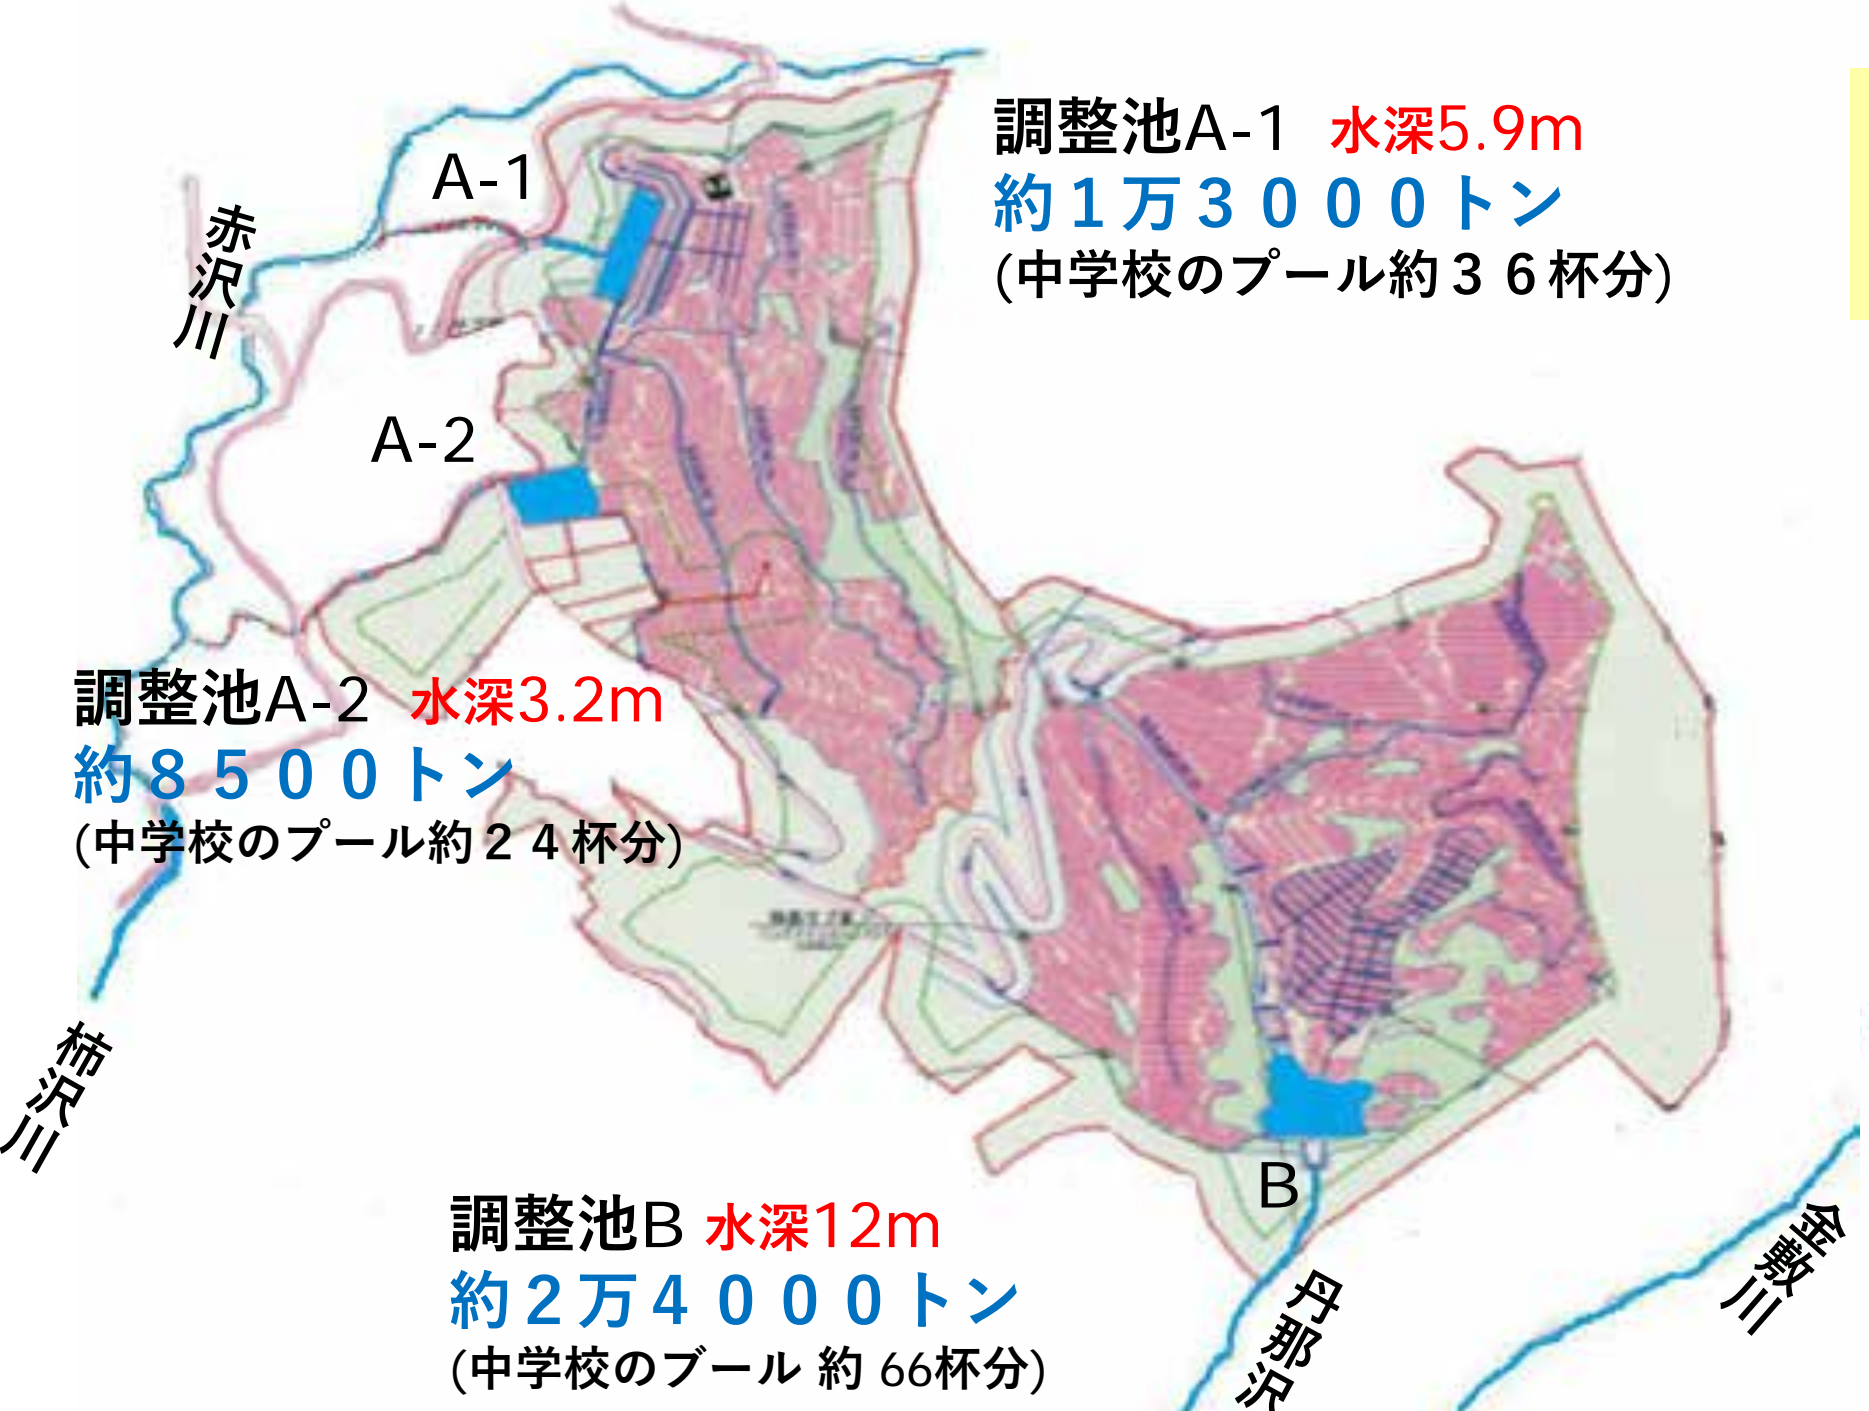 調整池A-1 水深5.9m
約１万３０００トン
(中学校のプール約３６杯分)
A-1
赤沢川
A-2
調整池A-2 水深3.2m
約８５００トン
(中学校のプール約２４杯分)
柿沢川
調整池B 水深12m
約２万４０００トン
(中学校のプール 約 66杯分)
B
丹那沢
金敷川